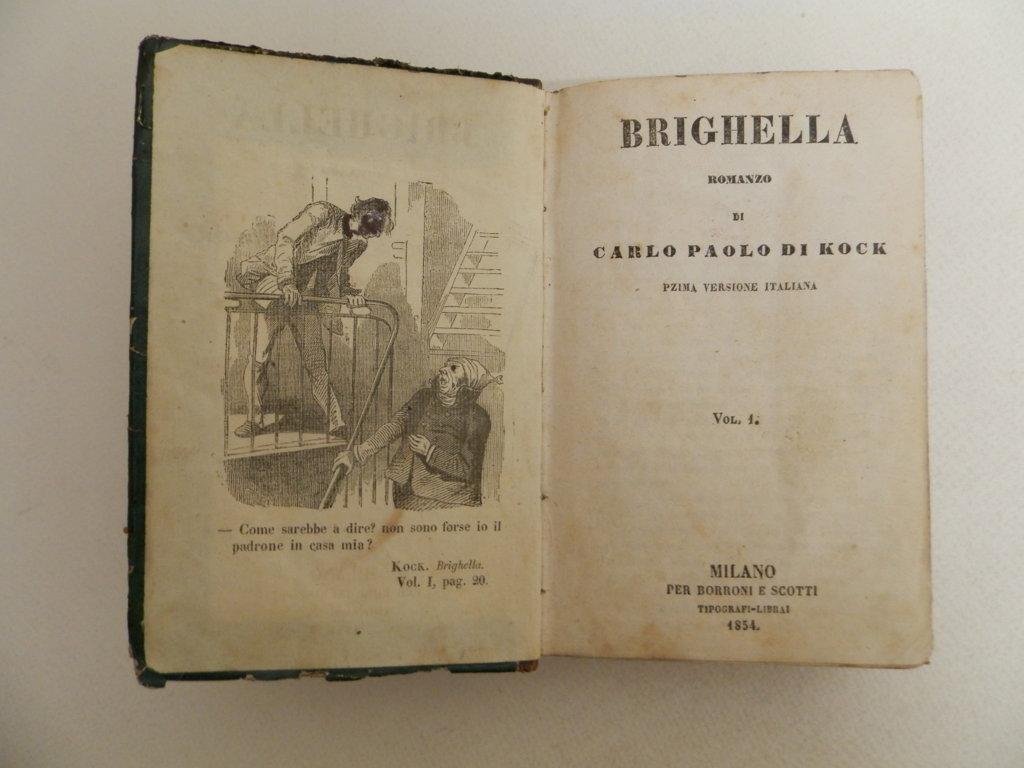 — Come sarebbe a dire? non sono forse io il
padrone in casa mia?
KOCK. Brighella.
Vol. I, pag. 20.
BRIGHELLA
ROMANZO
DI
CARLO PAOLO DI KOCK
PZIMA VERSIONE ITALIANA
VOL. 1.
MILANO
PER BORRONI E SCOTTI
TIPOGRAFI-LIBRAI
1854.